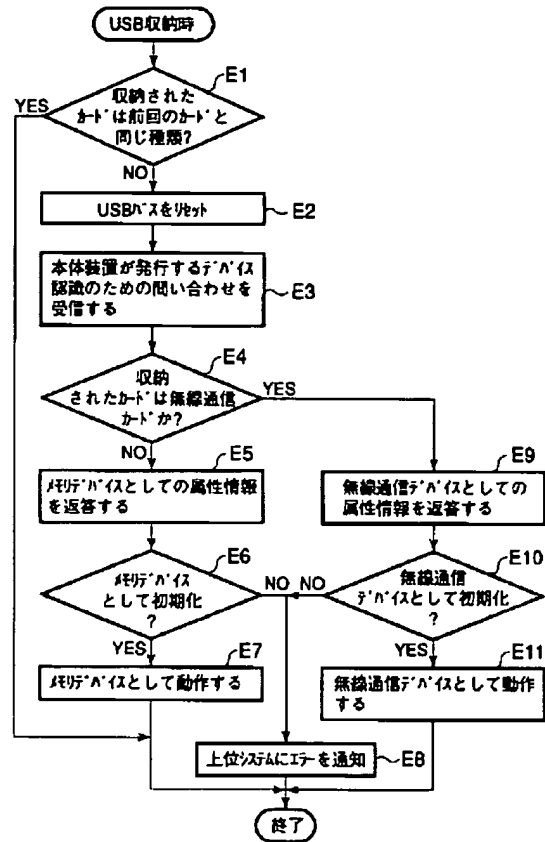 USB収納時
E1
収納された
カードは前回のカードと
同じ種類?
YES
NO
USBバスをリセット
E2
本体装置が発行するデバイス
認識のための問い合わせを
受信する
E3
E4
収納
されたカードは無線通信
カードか?
YES
NO
E5
メモリデバイスとしての属性情報
を返答する
E9
無線通信デバイスとしての
属性情報を返答する
E6
メモリデバイス
として初期化
?
NO
NO
E10
無線通信
デバイスとして初期化
?
YES
E7
メモリデバイスとして動作する
YES
E11
無線通信デバイスとして動作
する
上位システムにエラーを通知
E8
終了